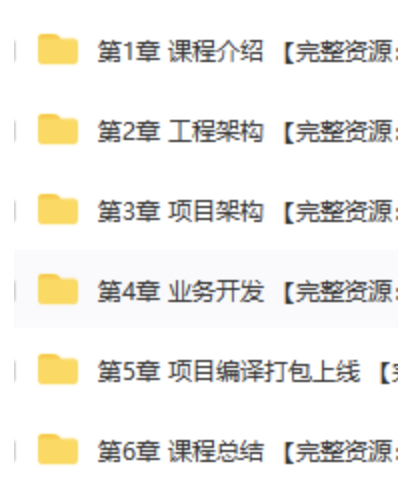 第1章 课程介绍 【完整资源:
第2章 工程架构 【完整资源:
第3章 项目架构 【完整资源:
第4章 业务开发 【完整资源:
第5章 项目编译打包上线 【
第6章 课程总结 【完整资源: